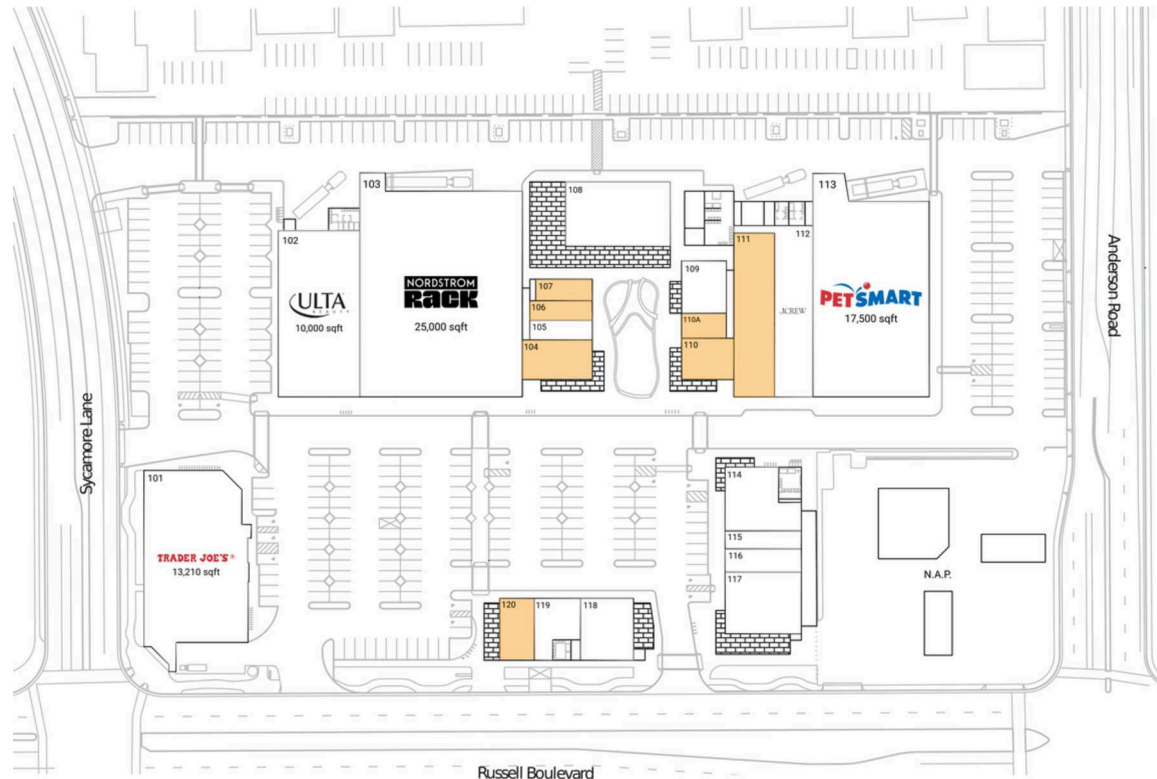 103
108
113
102
111
112
109
107
NORDSTROM
RACK
25,000 sqft
ULTA
BEAUTY
10,000 sqft
106
105
104
110A
110
J.CREW
PETSMART
17,500 sqft
Anderson Road
Sycamore Lane
101
TRADER JOE'S®
13,210 sqft
114
115
116
117
N.A.P.
120
119
118
Russell Boulevard